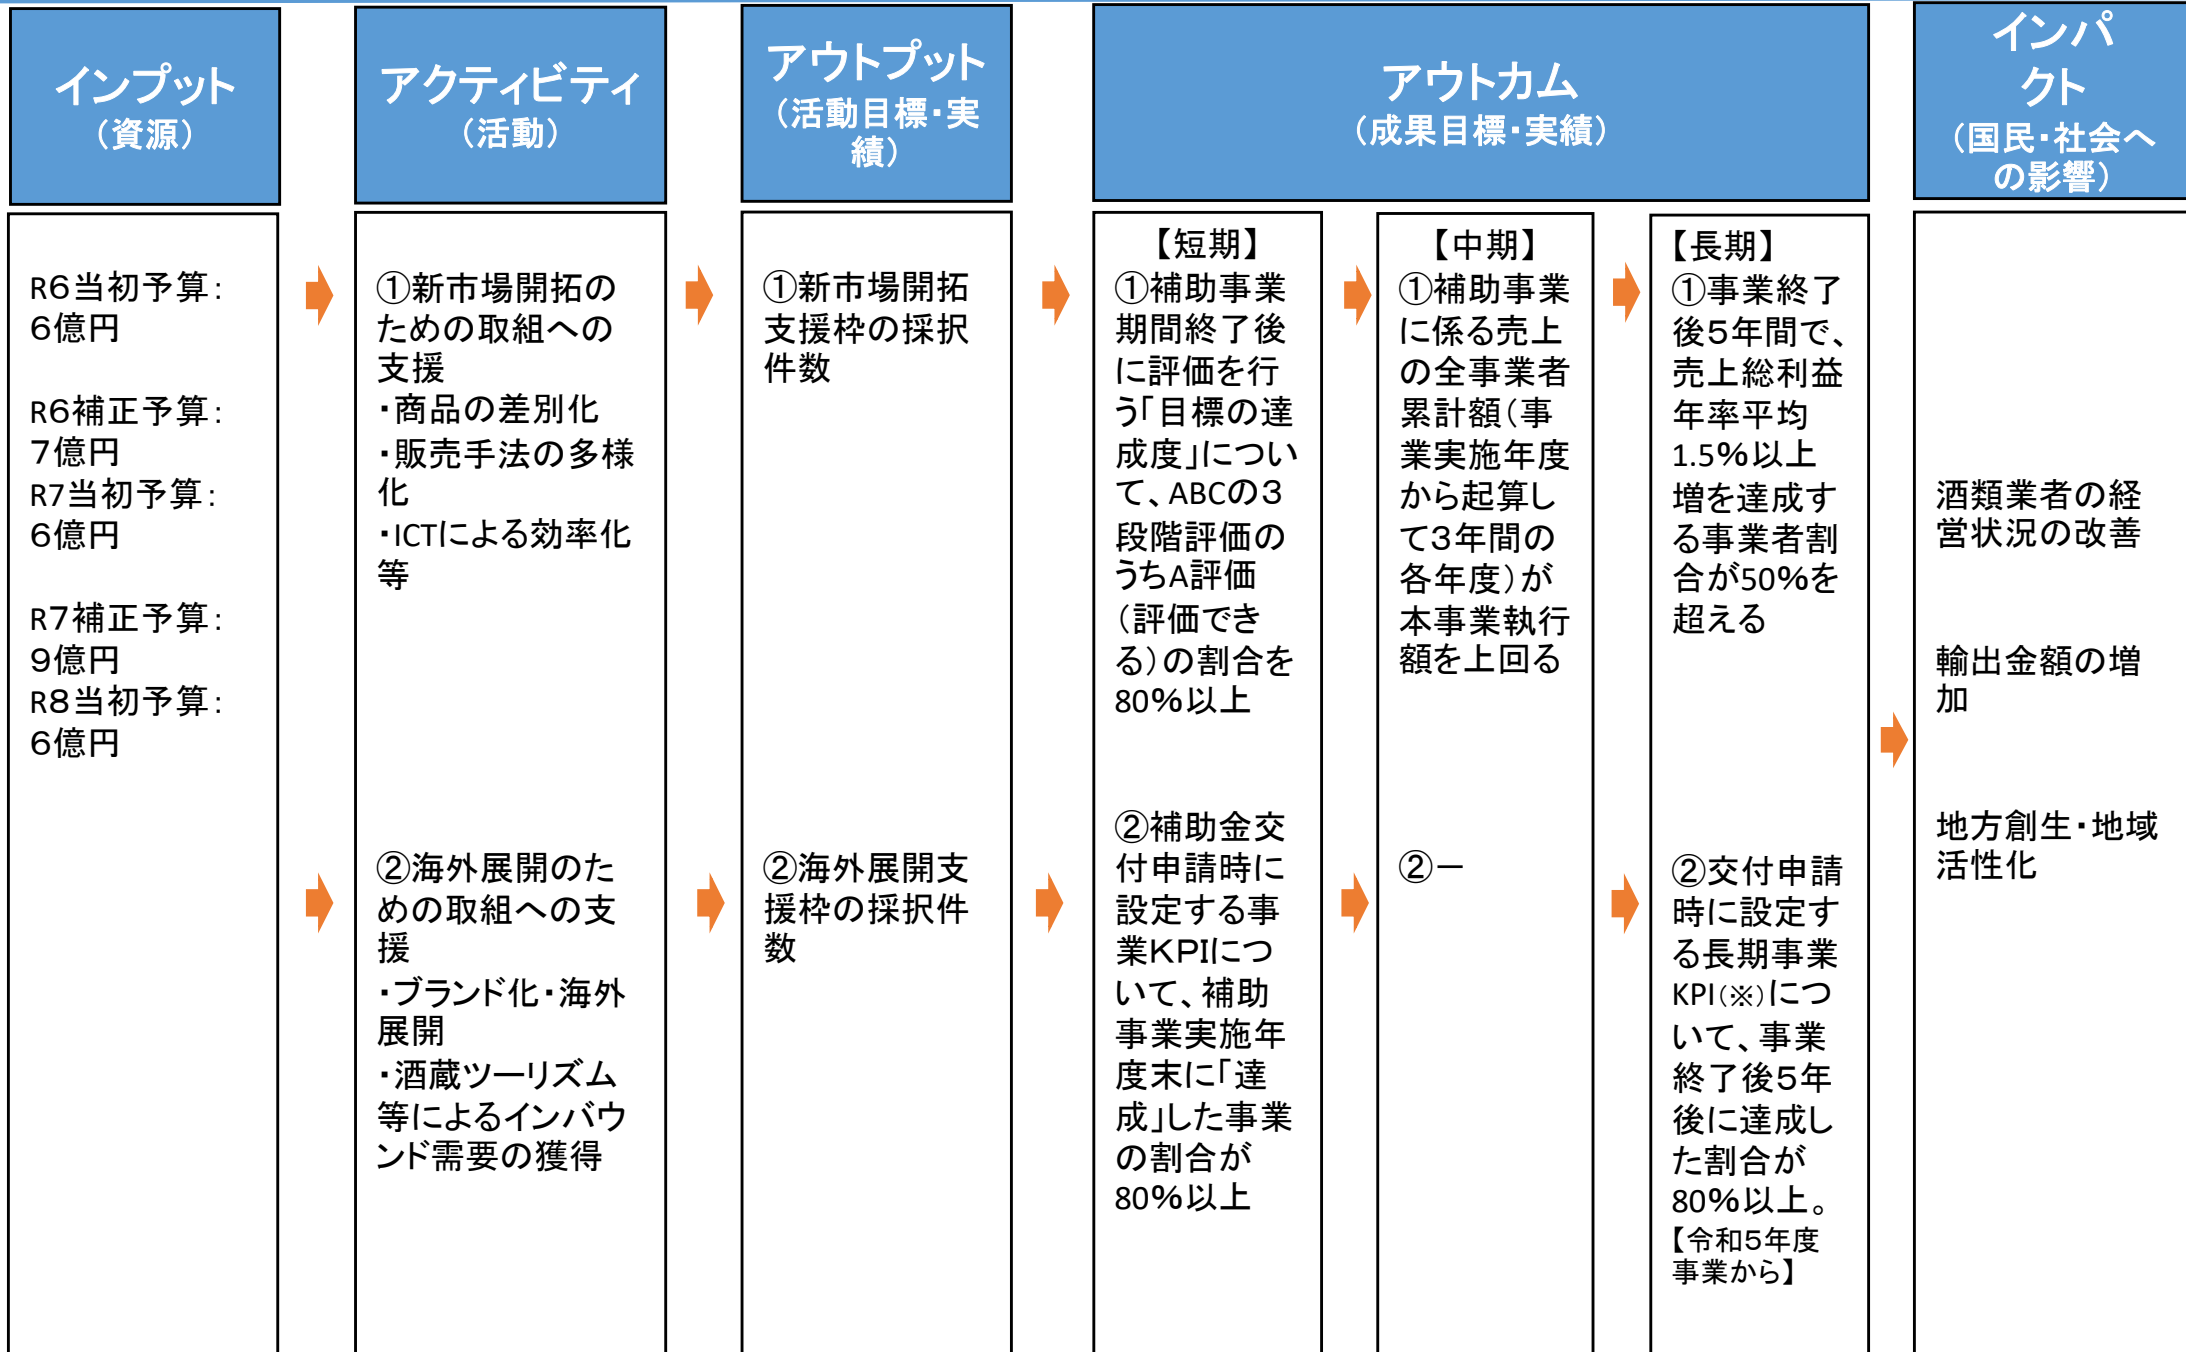 インプット
（資源）
アクティビティ
（活動）
アウトプット
（活動目標・実
績）
アウトカム
（成果目標・実績）
インパ
クト
（国民・社会へ
の影響）
R６当初予算：
６億円
R６補正予算：
７億円
R７当初予算：
６億円
R７補正予算：
９億円
R８当初予算：
６億円
①新市場開拓の
ための取組への
支援
・商品の差別化
・販売手法の多様
化
・ICTによる効率化
等
②海外展開のた
めの取組への支
援
・ブランド化・海外
展開
・酒蔵ツーリズム
等によるインバウ
ンド需要の獲得
①新市場開拓
支援枠の採択
件数
②海外展開支
援枠の採択件
数
【短期】
①補助事業
期間終了後
に評価を行
う「目標の達
成度」につい
て、ABCの３
段階評価の
うちA評価
（評価でき
る）の割合を
80％以上
②補助金交
付申請時に
設定する事
業ＫＰIにつ
いて、補助
事業実施年
度末に「達
成」した事業
の割合が
80％以上
【中期】
①補助事業
に係る売上
の全事業者
累計額（事
業実施年度
から起算し
て３年間の
各年度）が
本事業執行
額を上回る
②－
【長期】
①事業終了
後５年間で、
売上総利益
年率平均
1.5％以上
増を達成す
る事業者割
合が50％を
超える
②交付申請
時に設定す
る長期事業
KPI（※）につ
いて、事業
終了後５年
後に達成し
た割合が
80％以上。
【令和５年度
事業から】
酒類業者の経
営状況の改善
輸出金額の増
加
地方創生・地域
活性化